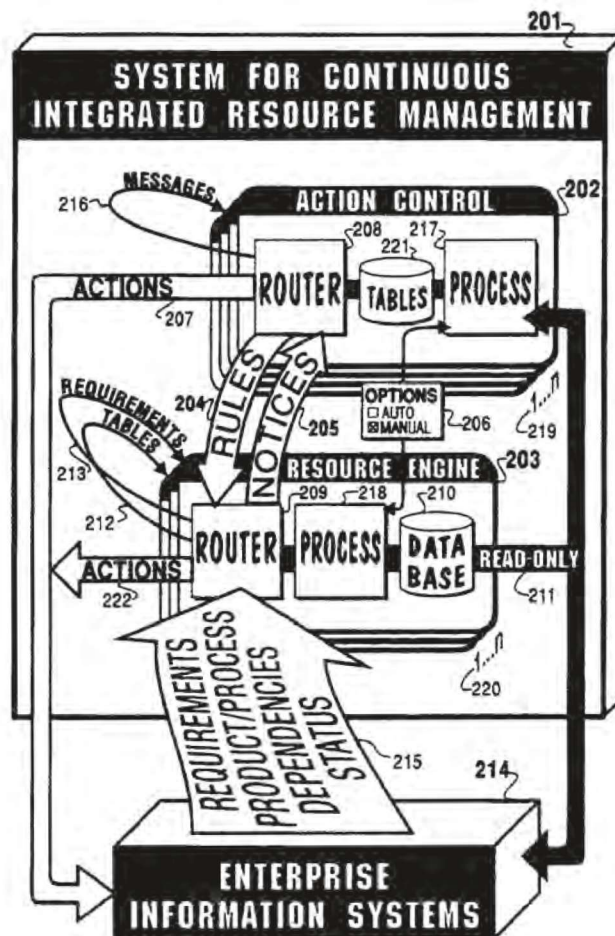 201
SYSTEM FOR CONTINUOUS
INTEGRATED RESOURCE MANAGEMENT
MESSAGES
216
ACTION CONTROL
202
208
221
217
ROUTER
TABLES
PROCESS
ACTIONS
207
REQUIREMENTS
TABLES
204
RULES
NOTICES
205
OPTIONS
AUTO
MANUAL
206
1...n
219
213
212
RESOURCE ENGINE
203
209
218
210
ROUTER
PROCESS
DATA
BASE
READ-ONLY
211
ACTIONS
222
1...n
220
REQUIREMENTS
PRODUCT/PROCESS
DEPENDENCIES
STATUS
215
214
ENTERPRISE
INFORMATION SYSTEMS